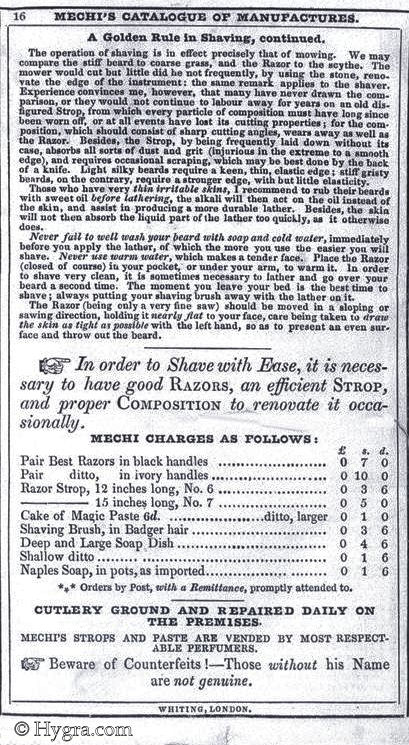 16 MECHI'S CATALOGUE OF MANUFACTURES.
A Golden Rule in Shaving, continued.
The operation of shaving is in effect precisely that of mowing. We may
compare the stiff beard to coarse grass, and the Razor to the scythe. The
mower would cut but little did he not frequently, by using the stone, reno-
vate the edge of the instrument: the same remark applies to the shaver.
Experience convinces me, however, that many have never drawn the com-
parison, or they would not continue to labour away for years on an old dis-
figured Strop, from which every particle of composition must have long since
been worn off, or at all events have lost its cutting properties; for the com-
position, which should consist of sharp cutting angles, wears away as well as
the Razor. Besides, the Strop, by being frequently laid down without its
case, absorbs all sorts of dust and grit (injurious in the extreme to a smooth
edge), and requires occasional scraping, which may be best done by the back
of a knife. Light silky beards require a keen, thin, elastic edge; stiff gristy
beards, on the contrary, require a stronger edge, with but little elasticity.
Those who have very thin irritable skins, I recommend to rub their beards
with sweet oil before lathering, the alkali will then act on the oil instead of
the skin, and assist in producing a more durable lather. Besides, the skin
will not then absorb the liquid part of the lather too quickly, as it otherwise
does.
Never fail to well wash your beard with soap and cold water, immediately
before you apply the lather, of which the more you use the easier you will
shave. Never use warm water, which makes a tender face. Place the Razor
(closed of course) in your pocket, or under your arm, to warm it. In order
to shave very clean, it is sometimes necessary to lather and go over your
beard a second time. The moment you leave your bed is the best time to
shave; always putting your shaving brush away with the lather on it.
The Razor (being only a very fine saw) should be moved in a sloping or
sawing direction, holding it nearly flat to your face, care being taken to draw
the skin as tight as possible with the left hand, so as to present an even sur-
face and throw out the beard.
☞ In order to Shave with Ease, it is neces-
sary to have good RAZORS, an efficient STROP,
and proper COMPOSITION to renovate it occa-
sionally.
MECHI CHARGES AS FOLLOWS:
£ s. d.
Pair Best Razors in black handles .................... 0 7 0
Pair ditto, in ivory handles .................... 0 10 0
Razor Strop, 12 inches long, No. 6 .................... 0 3 6
—— 15 inches long, No. 7 .................... 0 5 0
Cake of Magic Paste 6d. ....................ditto, larger 0 1 0
Shaving Brush, in Badger hair .................... 0 3 6
Deep and Large Soap Dish .................... 0 4 6
Shallow ditto .................... 0 1 6
Naples Soap, in pots, as imported.................... 0 1 6
*** Orders by Post, with a Remittance, promptly attended to.
CUTLERY GROUND AND REPAIRED DAILY ON
THE PREMISES.
MECHI'S STROPS AND PASTE ARE VENDED BY MOST RESPECT-
ABLE PERFUMERS.
☞ Beware of Counterfeits!—Those without his Name
are not genuine.
WHITING, LONDON.
© Hygra.com